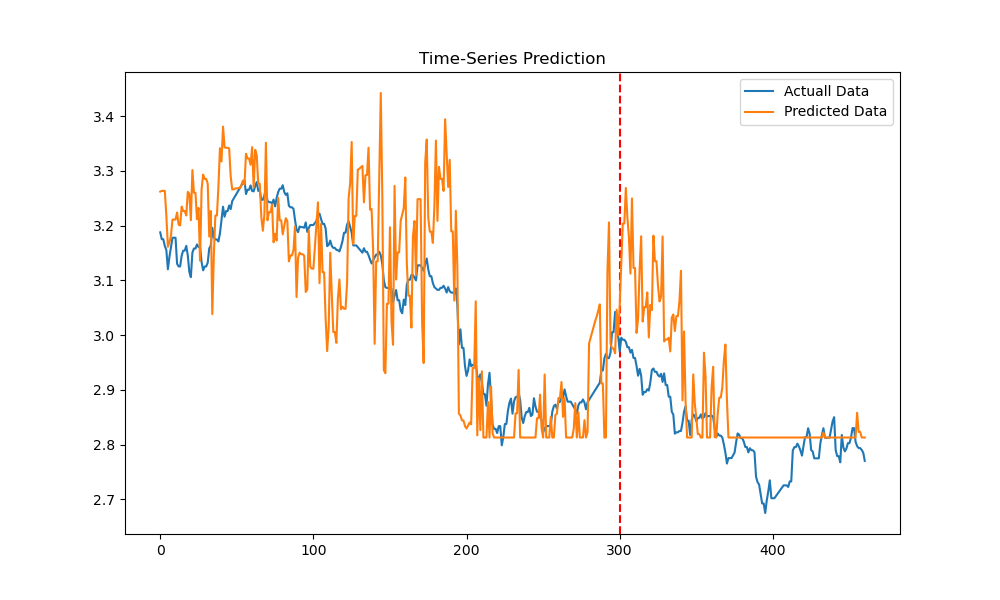 Time-Series Prediction
Actuall Data
Predicted Data
3.4
3.3
3.2
3.1
3.0
2.9
2.8
2.7
0 100 200 300 400